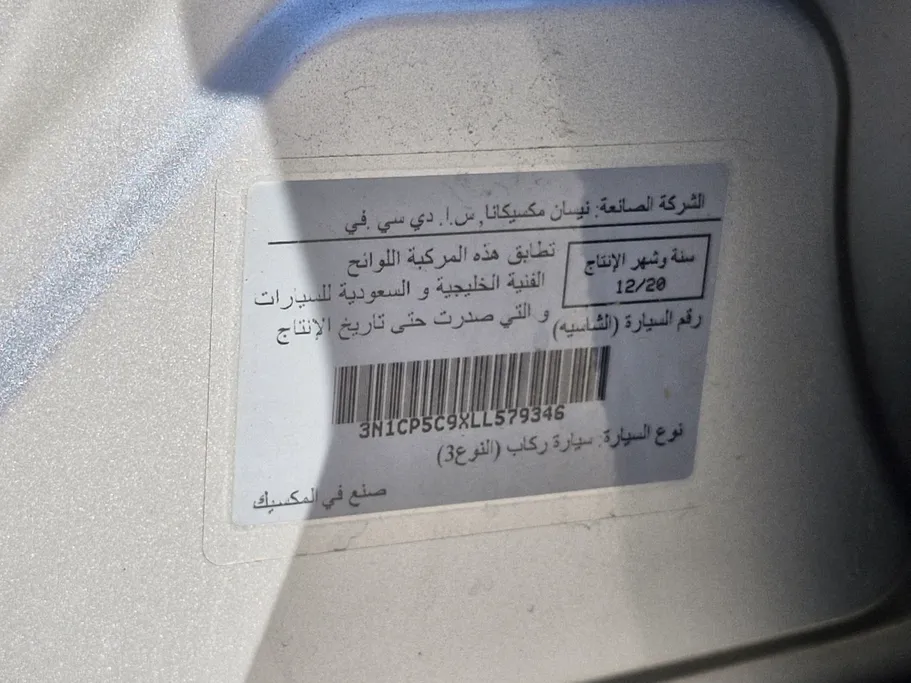 الشركة الصانعة: نيسان مكسيكانا, س.ا. دي سي .في
سنة وشهر الإنتاج
12/20
تطابق هذه المركبة اللوائح
الفنية الخليجية و السعودية للسيارات
و التي صدرت حتى تاريخ الإنتاج
رقم السيارة (الشاسيه)
3N1CP5C9XLL579346
نوع السيارة: سيارة ركاب (النوع3)
صنع في المكسيك